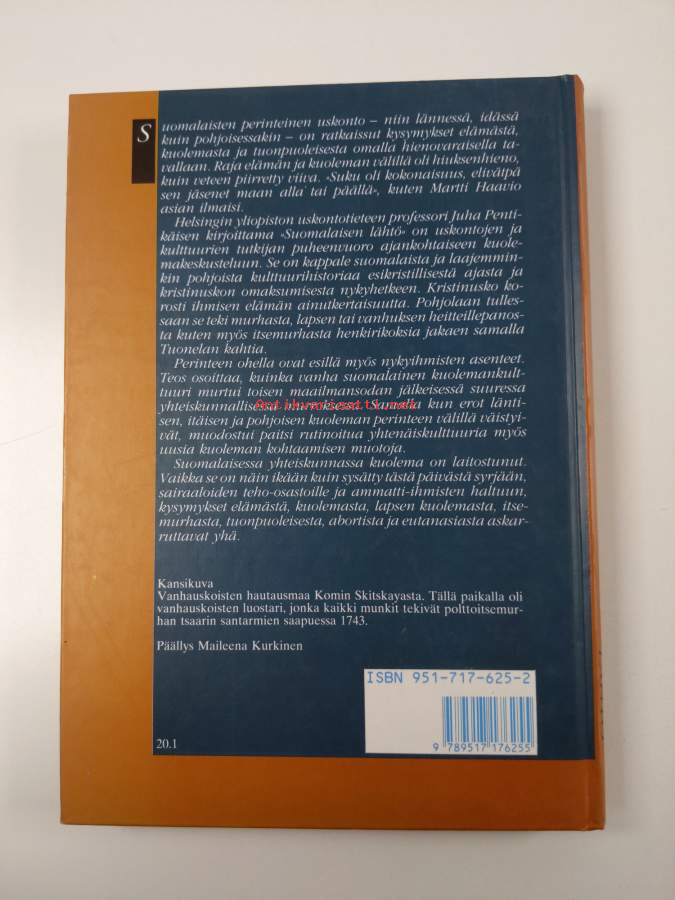 Suomalaisten perinteinen uskonto – niin lännessä, idässä
kuin pohjoisessakin – on ratkaissut kysymykset elämästä,
kuolemasta ja tuonpuoleisesta omalla hienovaraisella ta-
vallaan. Raja elämän ja kuoleman välillä oli hiuksenhieno,
kuin veteen piirretty viiva. «Suku oli kokonaisuus, elivätpä
sen jäsenet maan alla tai päällä», kuten Martti Haavio
asian ilmaisi.
Helsingin yliopiston uskontotieteen professori Juha Penti-
käisen kirjoittama «Suomalaisen lähtö» on uskontojen ja
kulttuurien tutkijan puheenvuoro ajankohtaiseen kuole-
makeskusteluun. Se on kappale suomalaista ja laajemmin-
kin pohjoista kulttuurihistoriaa esikristillisestä ajasta ja
kristinuskon omaksumisesta nykyhetkeen. Kristinusko ko-
rosti ihmisen elämän ainutkertaisuutta. Pohjolaan tulles-
saan se teki murhasta, lapsen tai vanhuksen heitteillepanos-
ta kuten myös itsemurhasta henkirikoksia jakaen samalla
Tuonelan kahtia.
Perinteen ohella ovat esillä myös nykyihmisten asenteet.
Teos osoittaa, kuinka vanha suomalainen kuolemankult-
tuuri murtui toisen maailmansodan jälkeisessä suuressa
yhteiskunnallisessa murroksessa. Samalla kun erot länti-
sen, itäisen ja pohjoisen kuoleman perinteen välillä väistyi-
vät, muodostui paitsi rutinoitua yhtenäiskulttuuria myös
uusia kuoleman kohtaamisen muotoja.
Suomalaisessa yhteiskunnassa kuolema on laitostunut.
Vaikka se on näin ikään kuin sysätty tästä päivästä syrjään,
sairaaloiden teho-osastoille ja ammatti-ihmisten haltuun,
kysymykset elämästä, kuolemasta, lapsen kuolemasta, itse-
murhasta, tuonpuoleisesta, abortista ja eutanasiasta askar-
ruttavat yhä.
Kansikuva
Vanhauskoisten hautausmaa Komin Skitskayasta. Tällä paikalla oli
vanhauskoisten luostari, jonka kaikki munkit tekivät polttoitsemur-
han tsaarin santarmien saapuessa 1743.
Päällys Maileena Kurkinen
ISBN 951-717-625-2
9 789517 176255
20.1